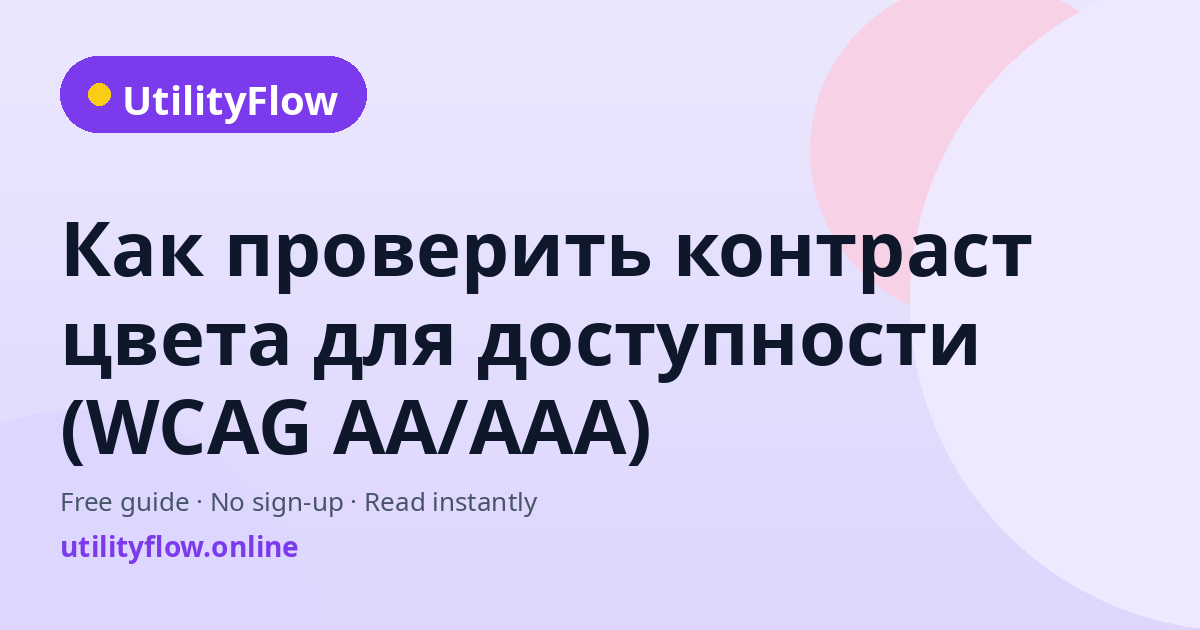 UtilityFlow
Как проверить контраст
цвета для доступности
(WCAG AA/AAA)
Free guide · No sign-up · Read instantly
utilityflow.online